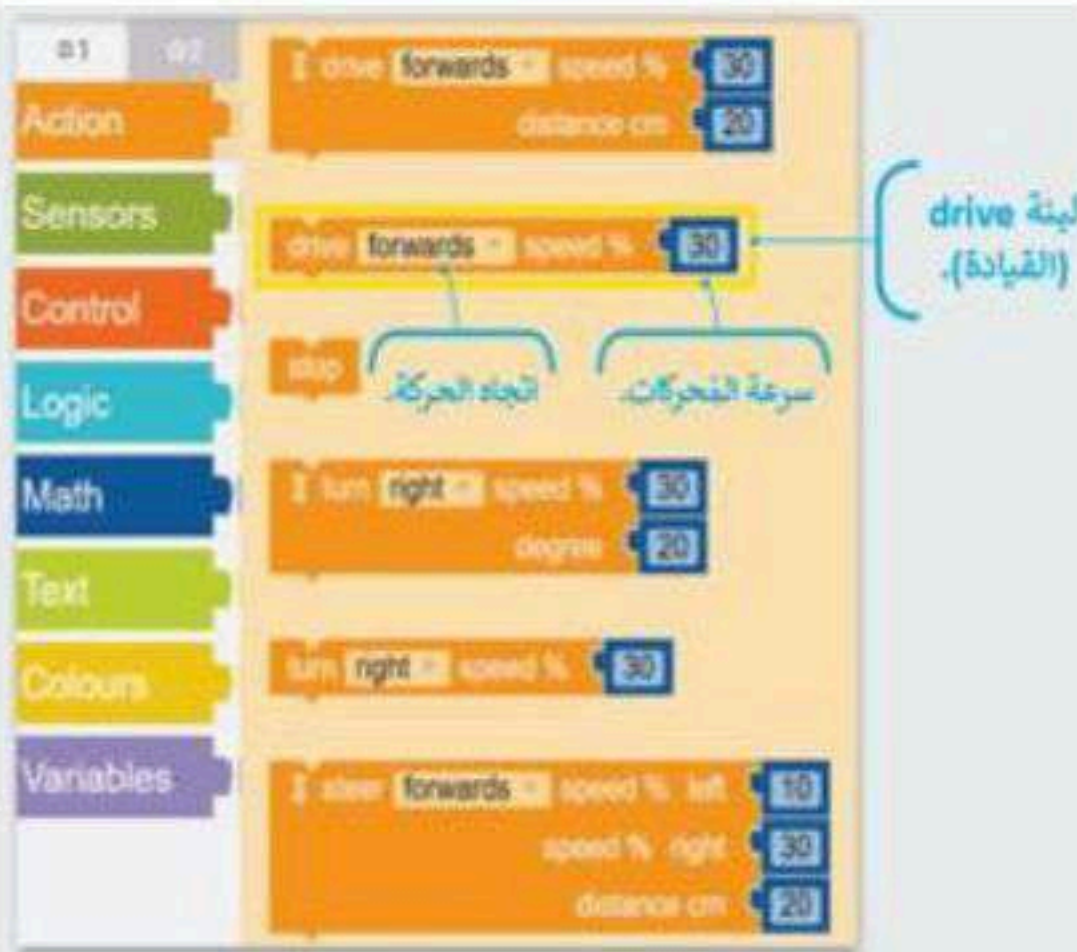 Action
Sensors
Control
Logic
Math
Text
Colours
Variables
drive forwards speed % 30
distance cm 20
drive forwards speed % 30
stop
turn right speed % 30
degree 20
turn right speed % 30
steer forwards speed % left 10
speed % right 30
distance cm 20
لبنة drive
(القيادة).
اتجاه الحركة.
سرعة المحركات.